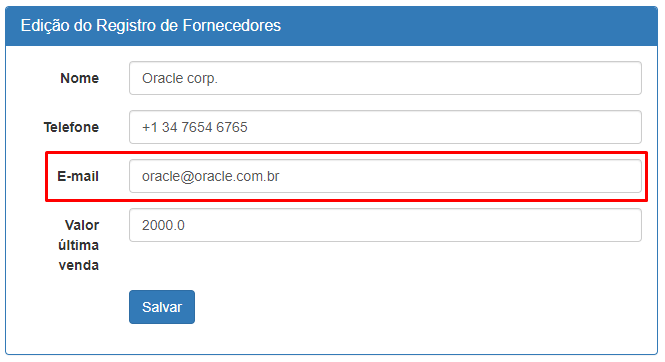 Edição do Registro de Fornecedores
Nome Oracle corp.
Telefone +1 34 7654 6765
E-mail oracle@oracle.com.br
Valor 2000.0
última
venda
Salvar